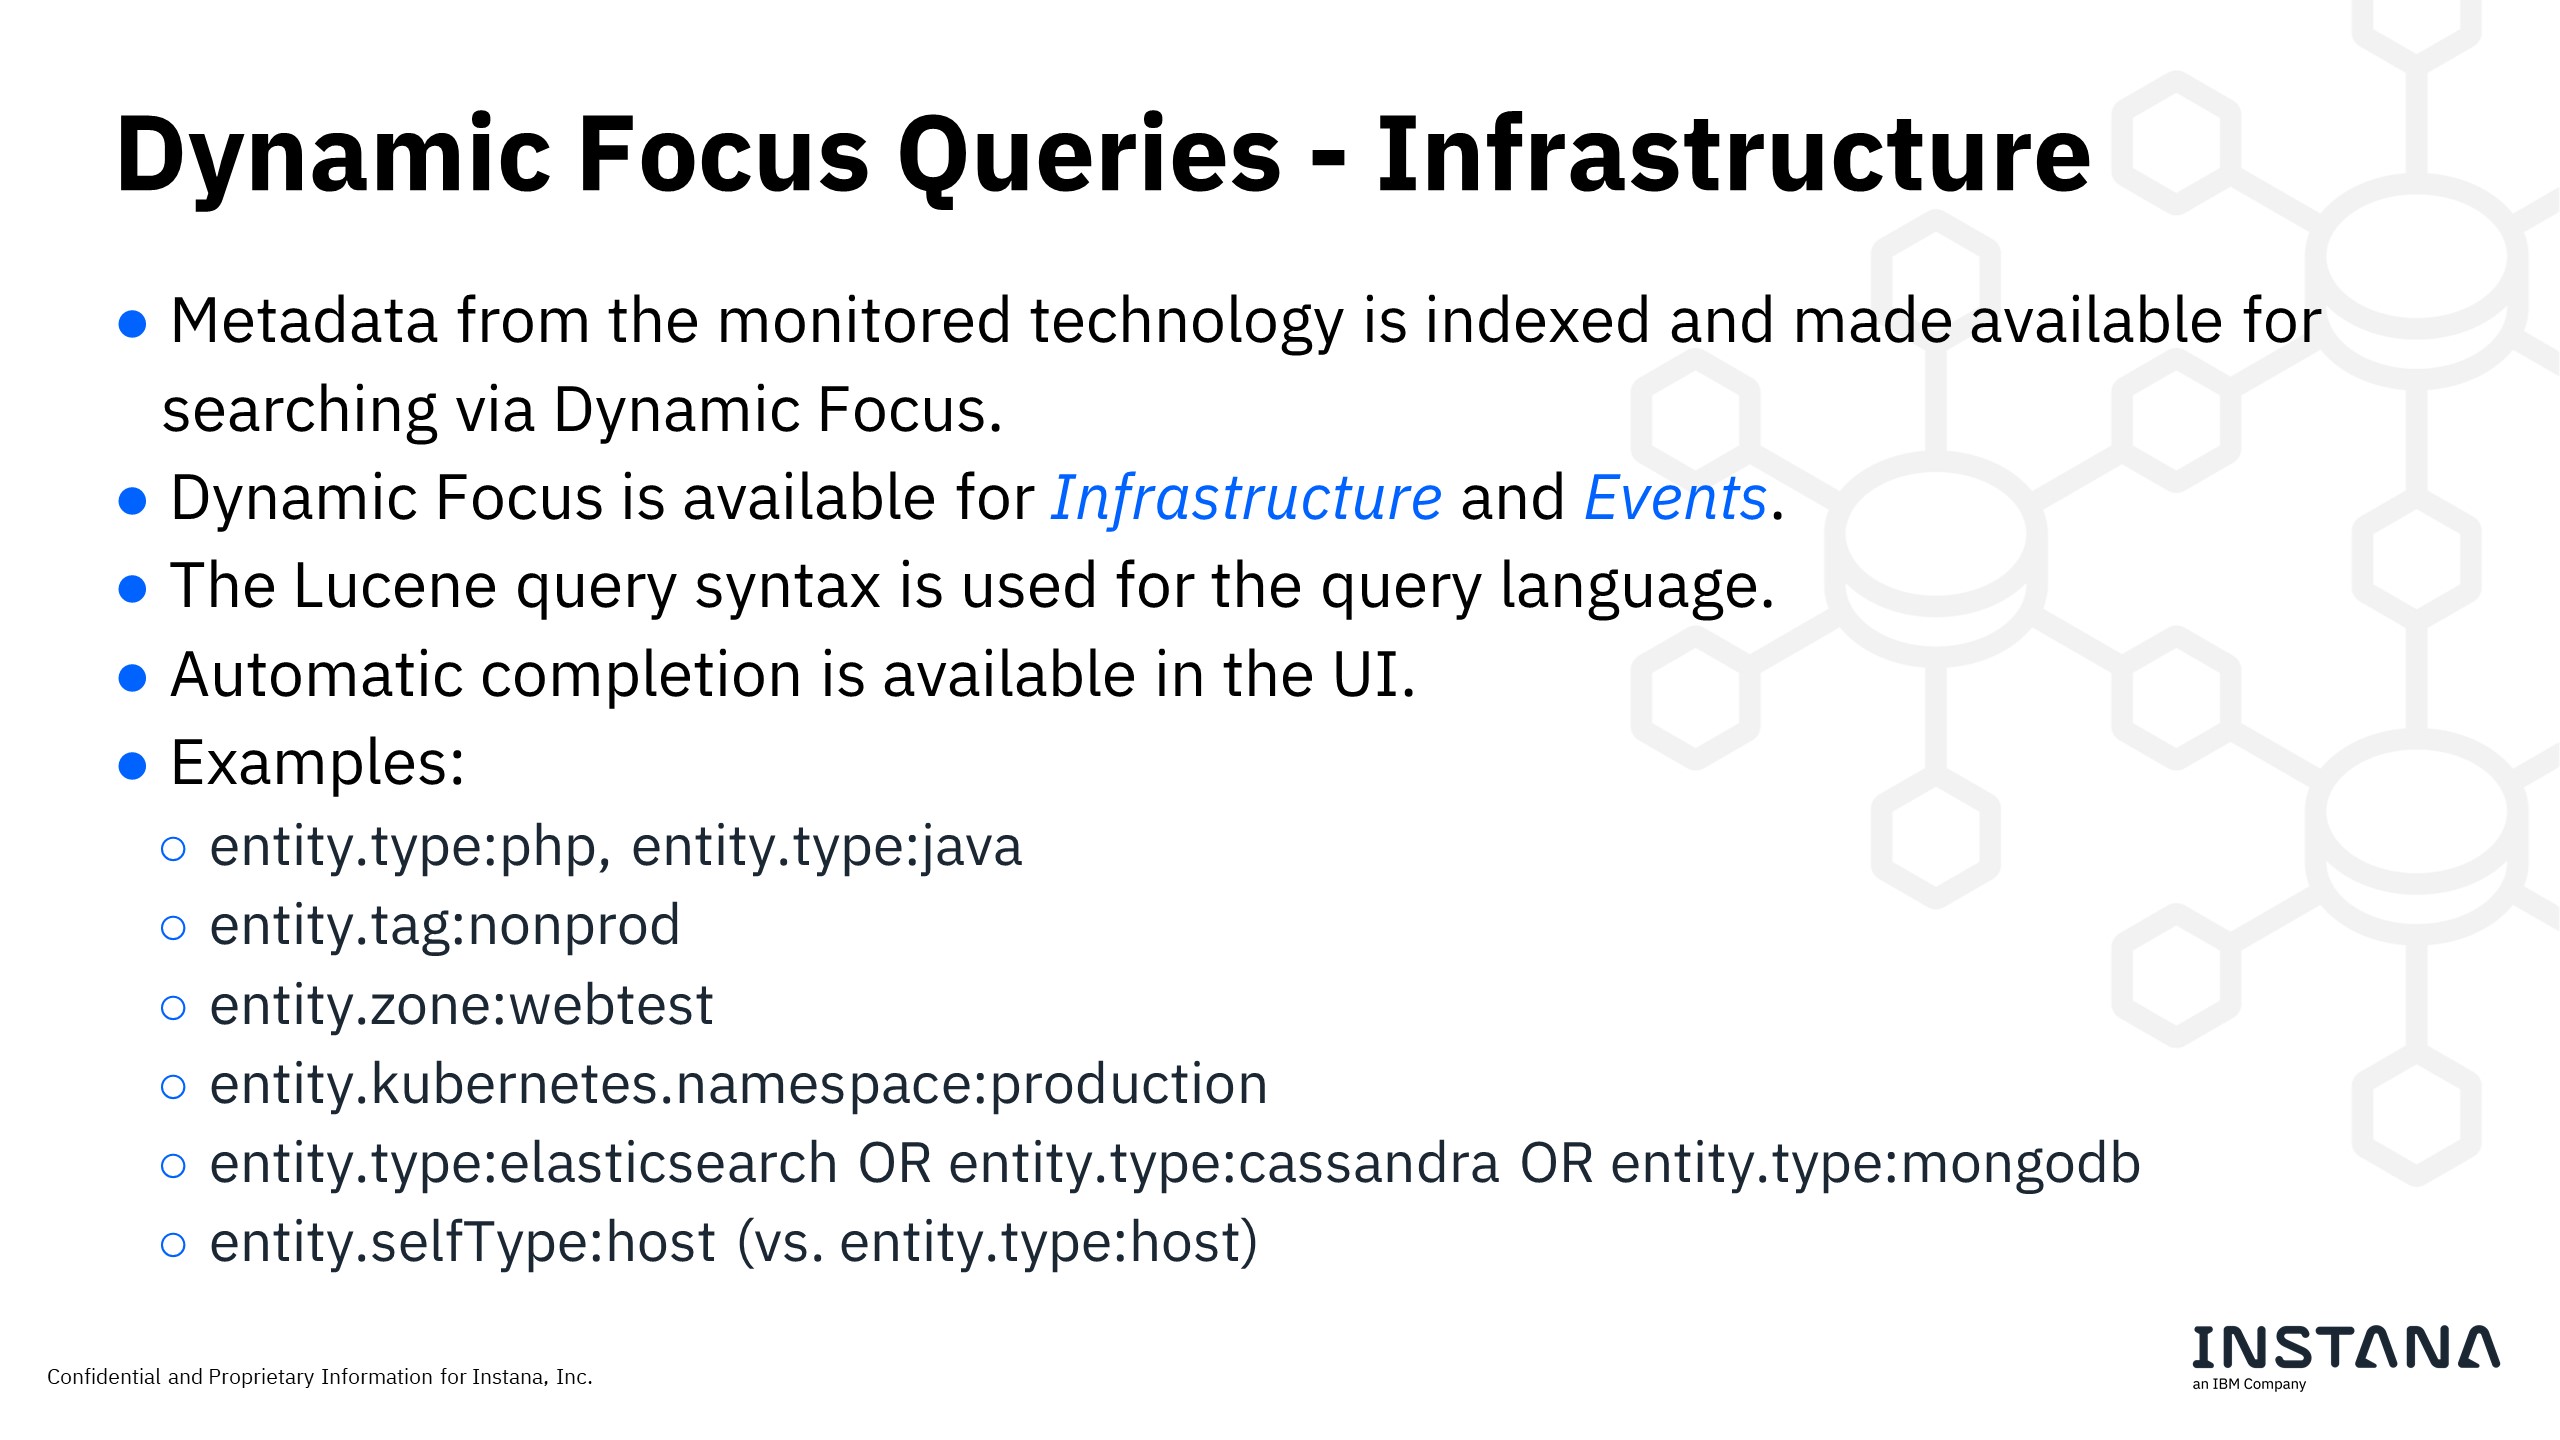 Dynamic Focus Queries - Infrastructure
● Metadata from the monitored technology is indexed and made available for
searching via Dynamic Focus.
● Dynamic Focus is available for Infrastructure and Events.
● The Lucene query syntax is used for the query language.
● Automatic completion is available in the UI.
● Examples:
○ entity.type:php, entity.type:java
○ entity.tag:nonprod
○ entity.zone:webtest
○ entity.kubernetes.namespace:production
○ entity.type:elasticsearch OR entity.type:cassandra OR entity.type:mongodb
○ entity.selfType:host (vs. entity.type:host)
Confidential and Proprietary Information for Instana, Inc.
INSTANA
an IBM Company